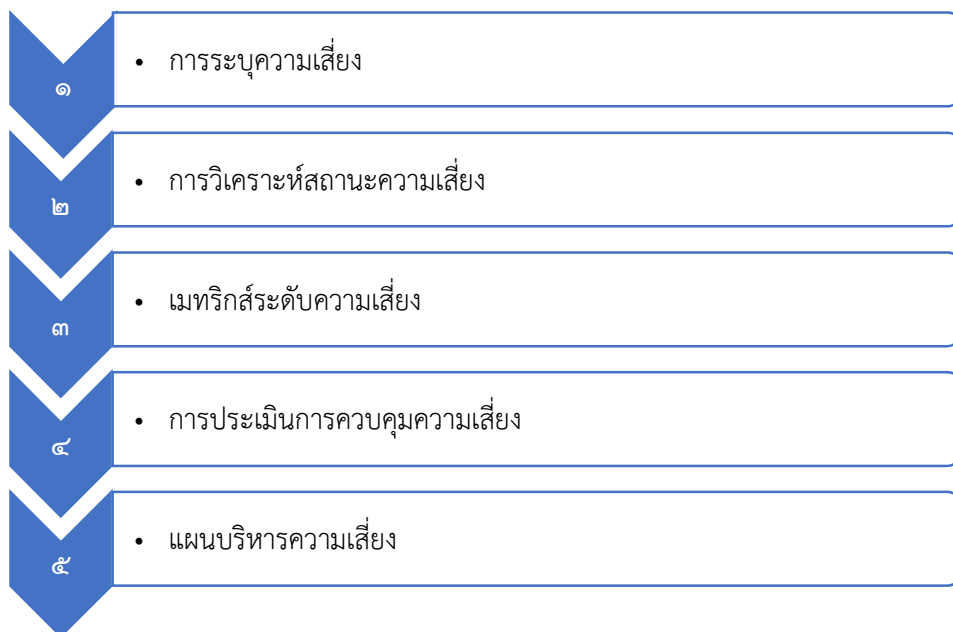 ๑
• การระบุความเสี่ยง
๒
• การวิเคราะห์สถานะความเสี่ยง
๓
• เมทริกส์ระดับความเสี่ยง
๔
• การประเมินการควบคุมความเสี่ยง
๕
• แผนบริหารความเสี่ยง